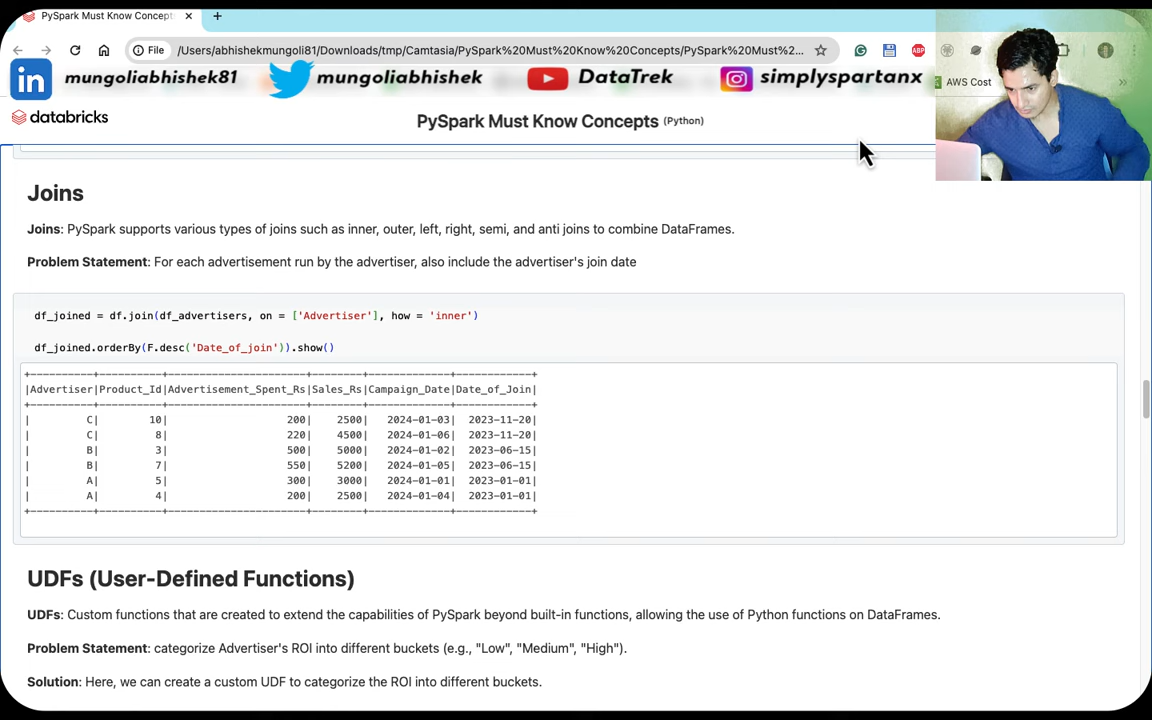 PySpark Must Know Concept
File
/Users/abhishekmungoli81/Downloads/tmp/Camtasia/PySpark%20Must%20Know%20Concepts/PySpark%20Must%2...
ABP
in mungoliabhishek81 mungoliabhishek DataTrek simplyspartanx
AWS Cost
databricks
PySpark Must Know Concepts (Python)
Joins
Joins: PySpark supports various types of joins such as inner, outer, left, right, semi, and anti joins to combine DataFrames.
Problem Statement: For each advertisement run by the advertiser, also include the advertiser's join date
df_joined = df.join(df_advertisers, on = ['Advertiser'], how = 'inner')
df_joined.orderBy(F.desc('Date_of_join')).show()
+----------+----------+----------------------+--------+-------------+------------+
|Advertiser|Product_Id|Advertisement_Spent_Rs|Sales_Rs|Campaign_Date|Date_of_Join|
+----------+----------+----------------------+--------+-------------+------------+
| C| 10| 200| 2500| 2024-01-03| 2023-11-20|
| C| 8| 220| 4500| 2024-01-06| 2023-11-20|
| B| 3| 500| 5000| 2024-01-02| 2023-06-15|
| B| 7| 550| 5200| 2024-01-05| 2023-06-15|
| A| 5| 300| 3000| 2024-01-01| 2023-01-01|
| A| 4| 200| 2500| 2024-01-04| 2023-01-01|
+----------+----------+----------------------+--------+-------------+------------+
UDFs (User-Defined Functions)
UDFs: Custom functions that are created to extend the capabilities of PySpark beyond built-in functions, allowing the use of Python functions on DataFrames.
Problem Statement: categorize Advertiser's ROI into different buckets (e.g., "Low", "Medium", "High").
Solution: Here, we can create a custom UDF to categorize the ROI into different buckets.